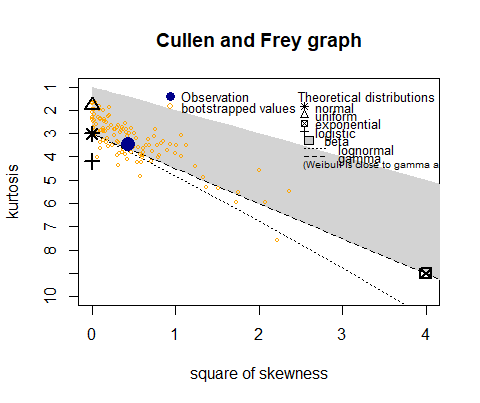 Cullen and Frey graph
Observation
bootstrapped values
Theoretical distributions
normal
uniform
exponential
logistic
beta
lognormal
gamma
(Weibull is close to gamma a
kurtosis
1
2
3
4
5
6
7
8
10
0 1 2 3 4
square of skewness